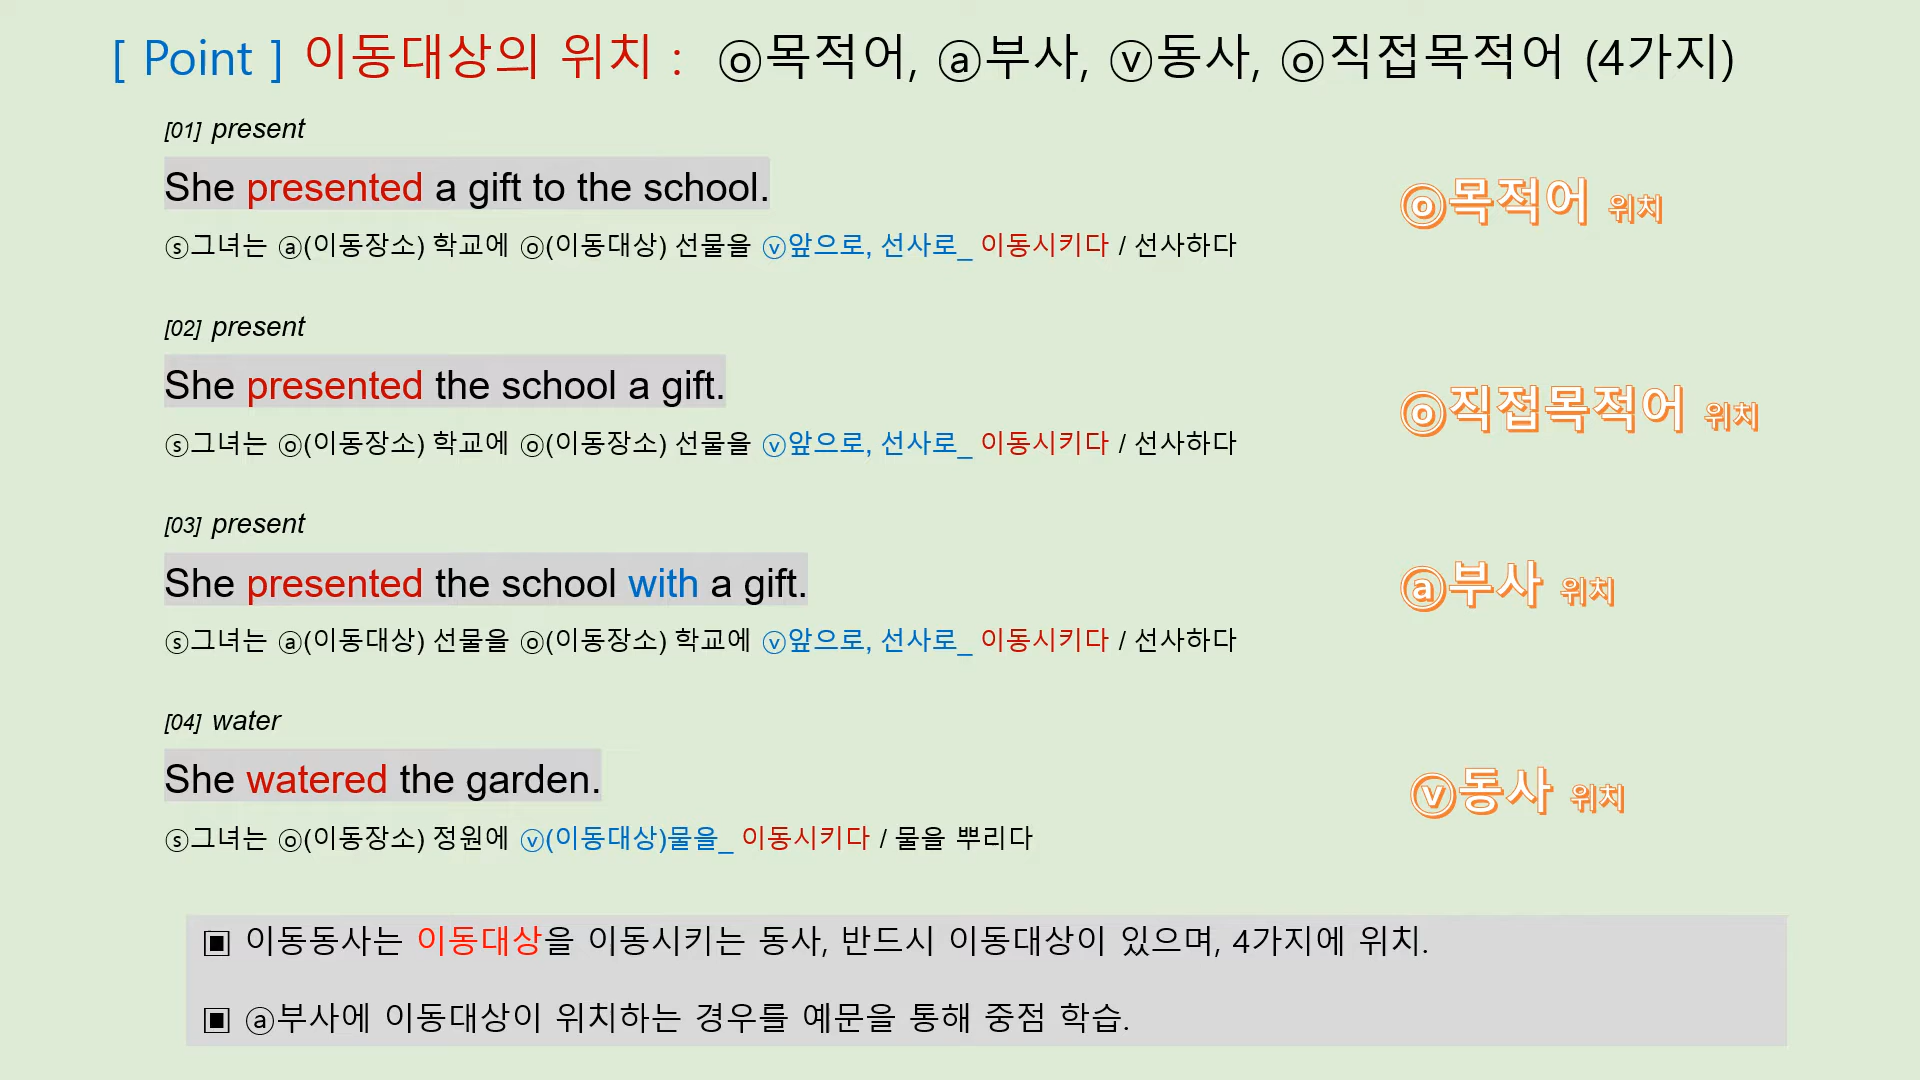 [ Point ] 이동대상의 위치 : ⓞ목적어, ⓐ부사, ⓥ동사, ⓞ직접목적어 (4가지)
[01] present
She presented a gift to the school.
ⓢ그녀는 ⓐ(이동장소) 학교에 ⓞ(이동대상) 선물을 ⓥ앞으로, 선사로_ 이동시키다 / 선사하다
ⓞ목적어 위치
[02] present
She presented the school a gift.
ⓢ그녀는 ⓞ(이동장소) 학교에 ⓞ(이동장소) 선물을 ⓥ앞으로, 선사로_ 이동시키다 / 선사하다
ⓞ직접목적어 위치
[03] present
She presented the school with a gift.
ⓢ그녀는 ⓐ(이동대상) 선물을 ⓞ(이동장소) 학교에 ⓥ앞으로, 선사로_ 이동시키다 / 선사하다
ⓐ부사 위치
[04] water
She watered the garden.
ⓢ그녀는 ⓞ(이동장소) 정원에 ⓥ(이동대상)물을_ 이동시키다 / 물을 뿌리다
ⓥ동사 위치
▣ 이동동사는 이동대상을 이동시키는 동사, 반드시 이동대상이 있으며, 4가지에 위치.
▣ ⓐ부사에 이동대상이 위치하는 경우를 예문을 통해 중점 학습.